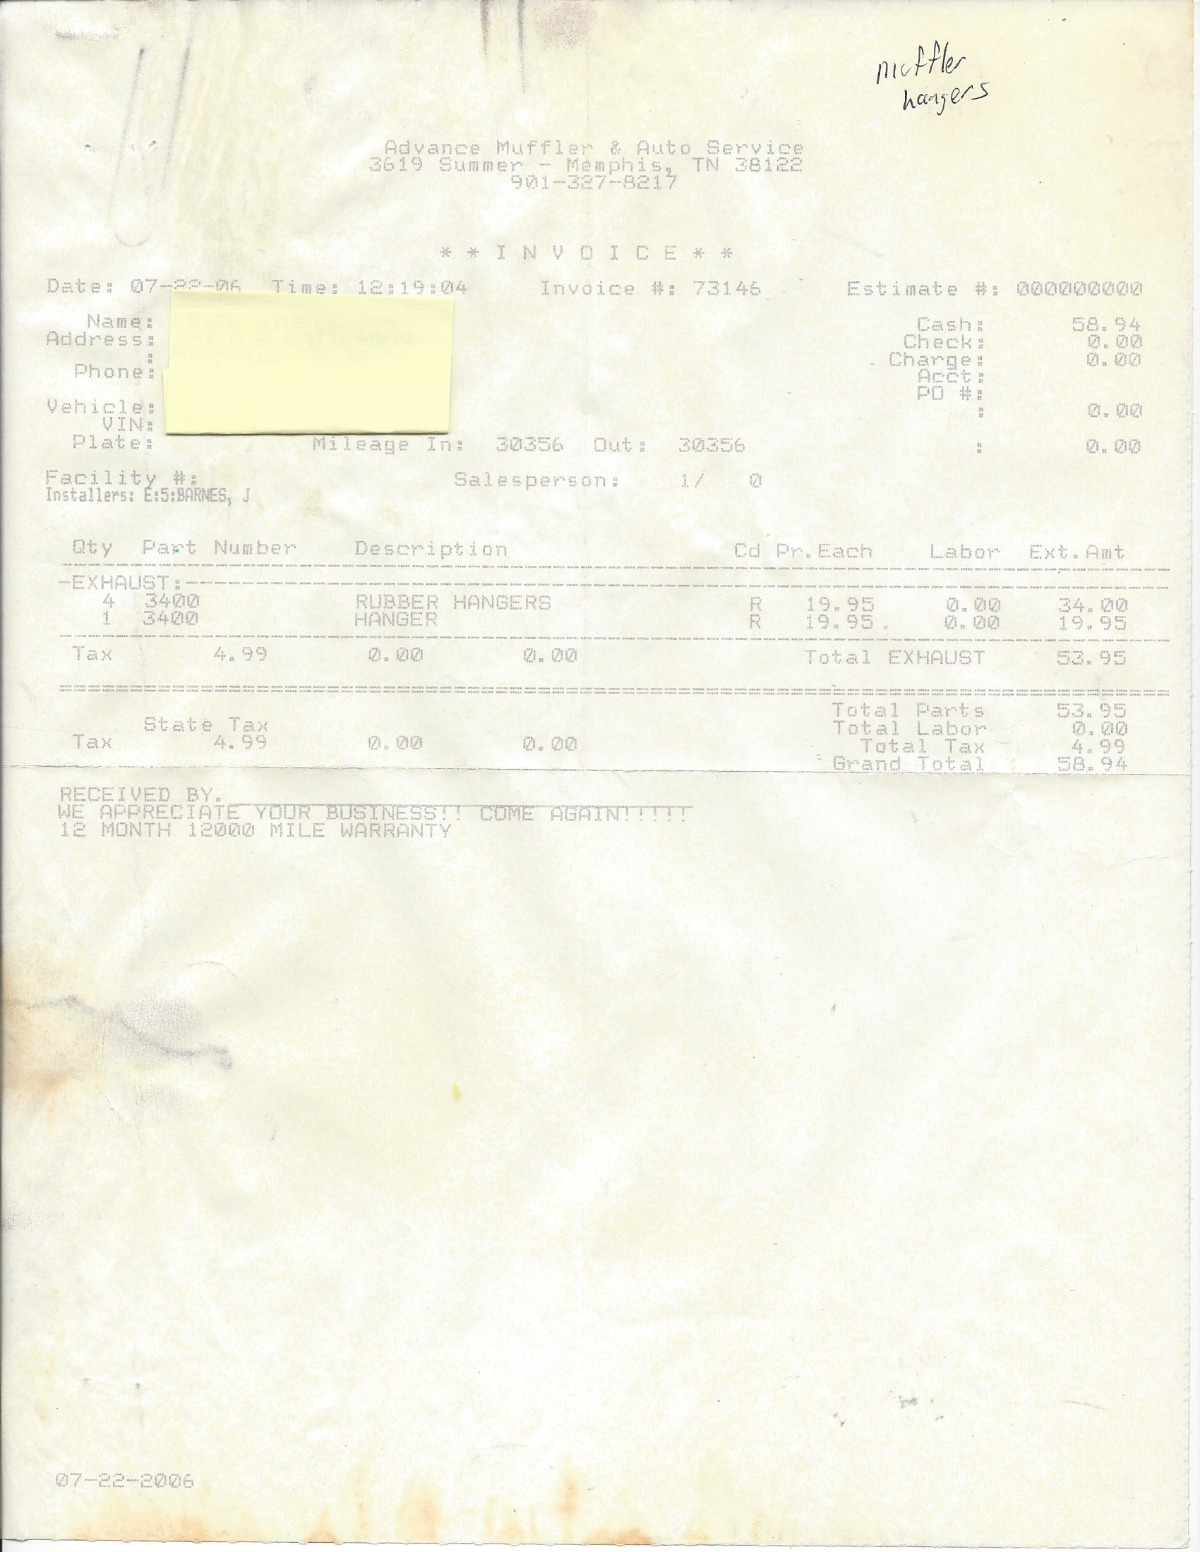 muffler
hangers
Advance Muffler & Auto Service
3619 Summer - Memphis, TN 38122
901-327-8217
**INVOICE**
Date: 07-22-06 Time: 12:19:04 Invoice #: 73146 Estimate #: 000000000
Name: Cash: 58.94
Address: Check: 0.00
: Charge: 0.00
Phone: Acct:
PO #:
Vehicle: : 0.00
VIN:
Plate: Mileage In: 30356 Out: 30356 : 0.00
Facility #: Salesperson: 1/ 0
Installers: E:5:BARNES, J
Qty Part Number Description Cd Pr.Each Labor Ext.Amt
-EXHAUST:-
4 3400 RUBBER HANGERS R 19.95 0.00 34.00
1 3400 HANGER R 19.95 0.00 19.95
Tax 4.99 0.00 0.00 Total EXHAUST 53.95
Total Parts 53.95
State Tax Total Labor 0.00
Tax 4.99 0.00 0.00 Total Tax 4.99
Grand Total 58.94
RECEIVED BY.
WE APPRECIATE YOUR BUSINESS!! COME AGAIN!!!!!
12 MONTH 12000 MILE WARRANTY
07-22-2006